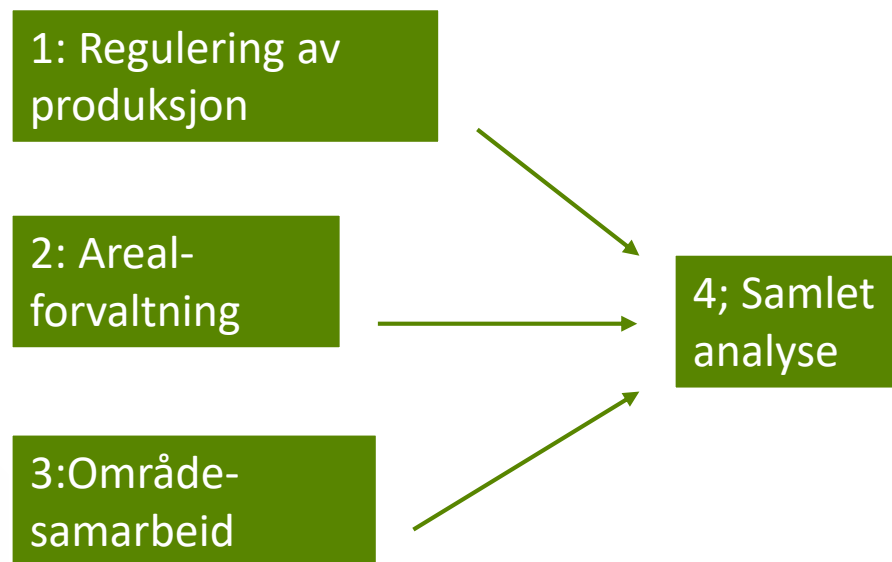 1: Regulering av
produksjon
2: Areal-
forvaltning
4; Samlet
analyse
3:Område-
samarbeid